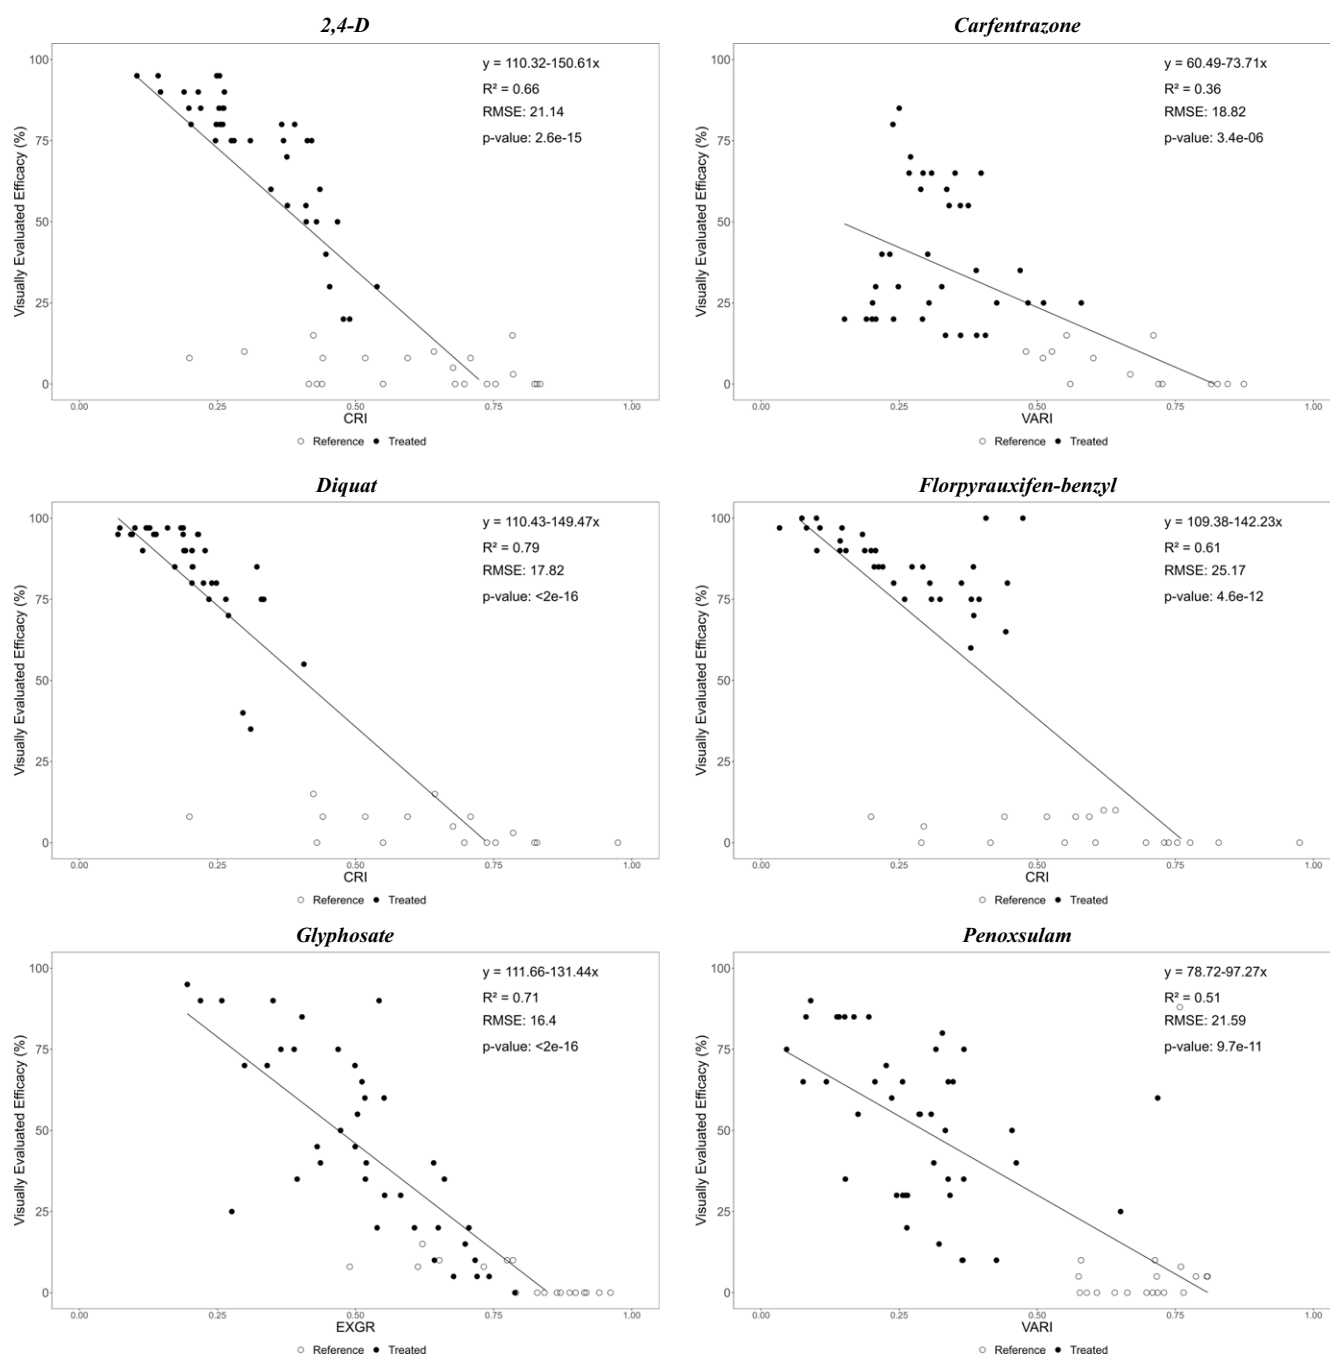 2,4-D
Visually Evaluated Efficacy (%)
100
75
50
25
0
y = 110.32-150.61x
R² = 0.66
RMSE: 21.14
p-value: 2.6e-15
0.00 0.25 0.50 0.75 1.00
CRI
Reference Treated
Carfentrazone
Visually Evaluated Efficacy (%)
100
75
50
25
0
y = 60.49-73.71x
R² = 0.36
RMSE: 18.82
p-value: 3.4e-06
0.00 0.25 0.50 0.75 1.00
VARI
Reference Treated
Diquat
Visually Evaluated Efficacy (%)
100
75
50
25
0
y = 110.43-149.47x
R² = 0.79
RMSE: 17.82
p-value: <2e-16
0.00 0.25 0.50 0.75 1.00
CRI
Reference Treated
Florpyrauxifen-benzyl
Visually Evaluated Efficacy (%)
100
75
50
25
0
y = 109.38-142.23x
R² = 0.61
RMSE: 25.17
p-value: 4.6e-12
0.00 0.25 0.50 0.75 1.00
CRI
Reference Treated
Glyphosate
Visually Evaluated Efficacy (%)
100
75
50
25
0
y = 111.66-131.44x
R² = 0.71
RMSE: 16.4
p-value: <2e-16
0.00 0.25 0.50 0.75 1.00
EXGR
Reference Treated
Penoxsulam
Visually Evaluated Efficacy (%)
100
75
50
25
0
y = 78.72-97.27x
R² = 0.51
RMSE: 21.59
p-value: 9.7e-11
0.00 0.25 0.50 0.75 1.00
VARI
Reference Treated